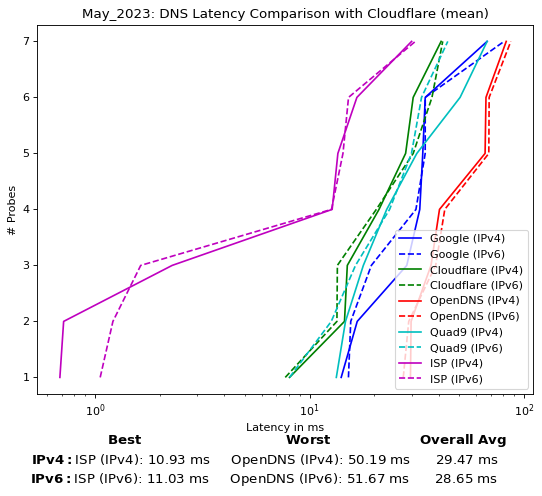 May_2023: DNS Latency Comparison with Cloudflare (mean)
7
6
5
4
3
2
1
# Probes
Google (IPv4)
Google (IPv6)
Cloudflare (IPv4)
Cloudflare (IPv6)
OpenDNS (IPv4)
OpenDNS (IPv6)
Quad9 (IPv4)
Quad9 (IPv6)
ISP (IPv4)
ISP (IPv6)
10⁰ 10¹ 10²
Latency in ms
Best Worst Overall Avg
IPv4: ISP (IPv4): 10.93 ms OpenDNS (IPv4): 50.19 ms 29.47 ms
IPv6: ISP (IPv6): 11.03 ms OpenDNS (IPv6): 51.67 ms 28.65 ms